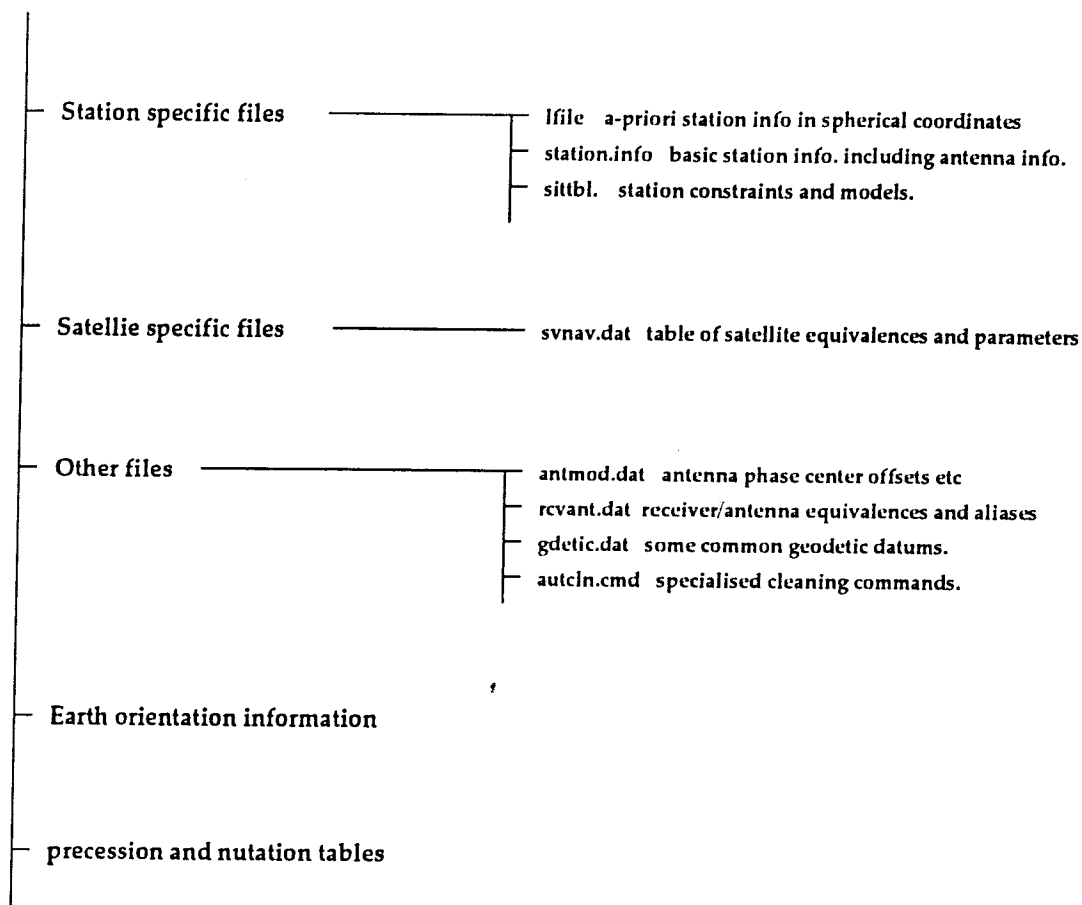 Station specific files
lfile a-priori station info in spherical coordinates
station.info basic station info. including antenna info.
sittbl. station constraints and models.
Satellie specific files
svnav.dat table of satellite equivalences and parameters
Other files
antmod.dat antenna phase center offsets etc
rcvant.dat receiver/antenna equivalences and aliases
gdetic.dat some common geodetic datums.
autcln.cmd specialised cleaning commands.
Earth orientation information
precession and nutation tables